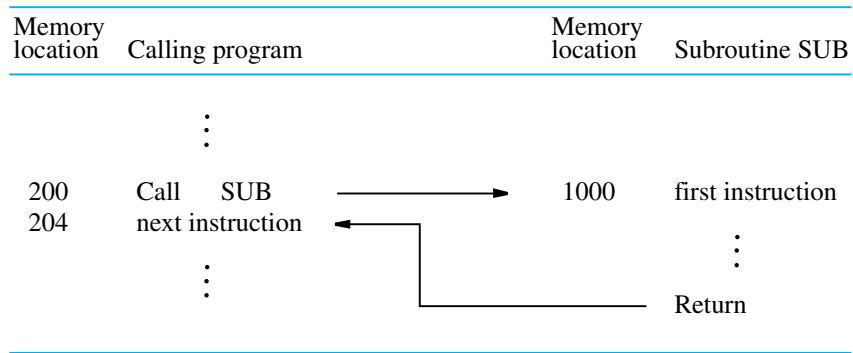 Memory location Calling program Memory location Subroutine SUB
200 Call SUB 1000 first instruction
204 next instruction
Return